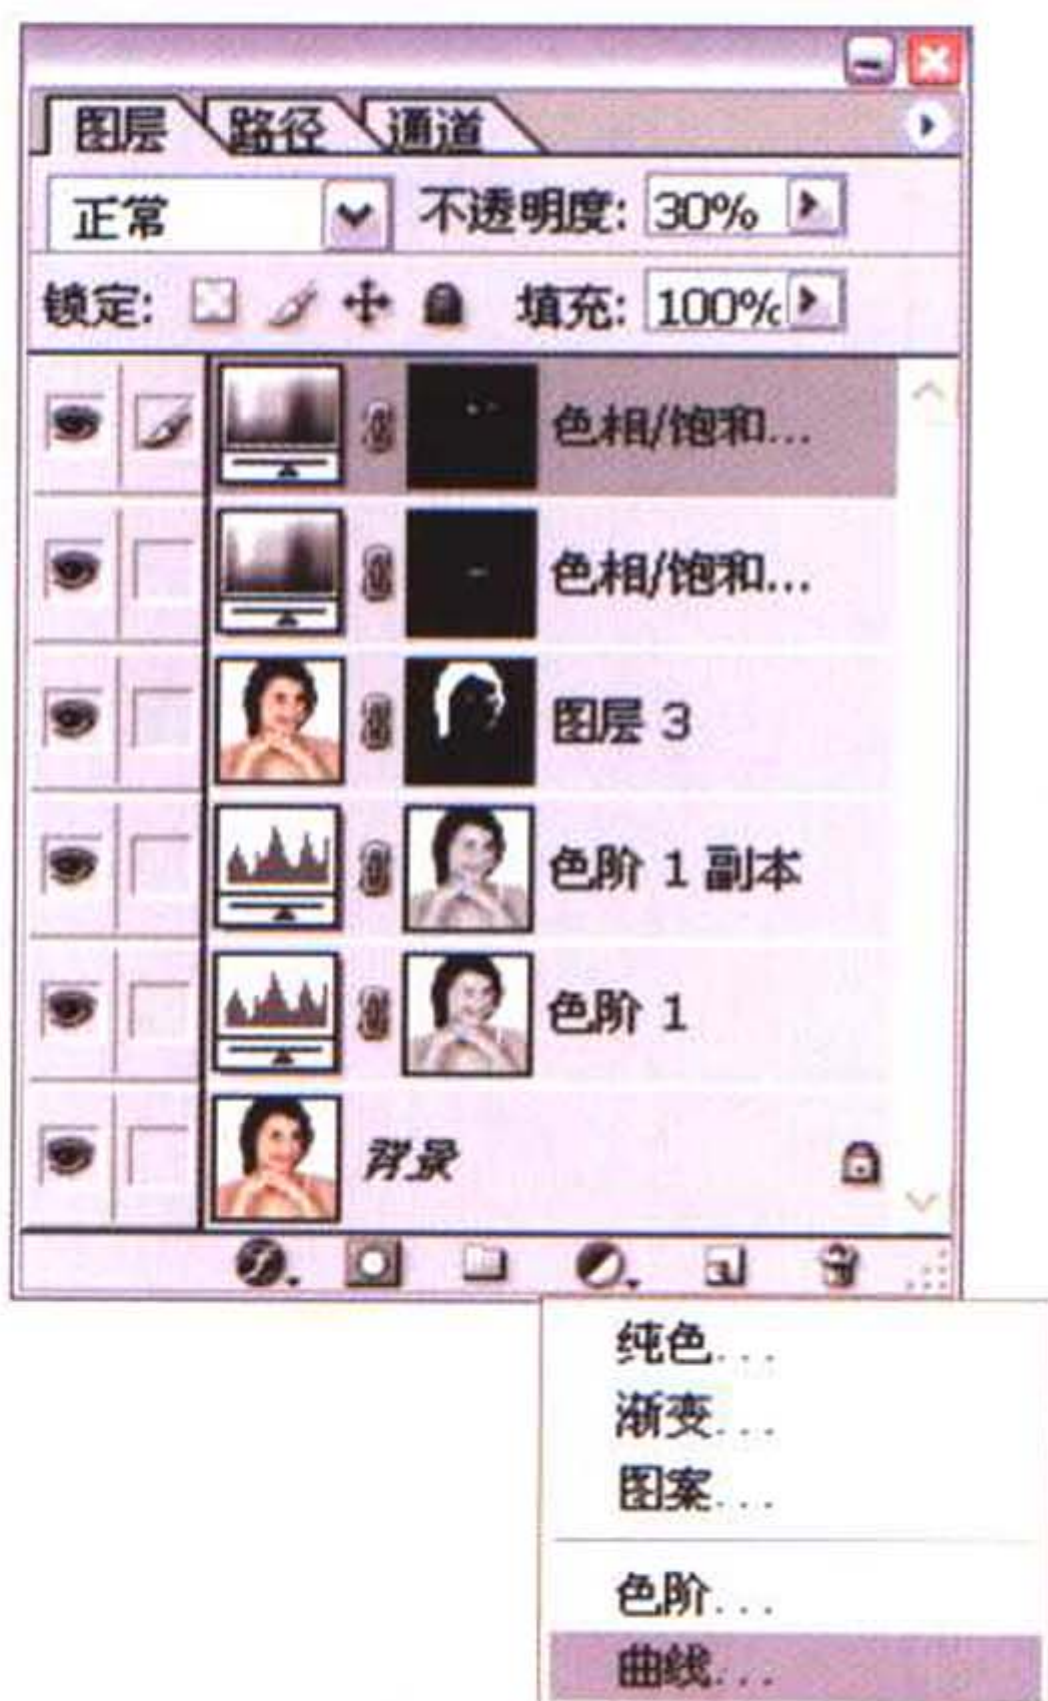 图层 路径 通道
正常 不透明度: 30%
锁定: 填充: 100%
色相/饱和...
色相/饱和...
图层 3
色阶 1 副本
色阶 1
背景
纯色...
渐变...
图案...
色阶...
曲线...